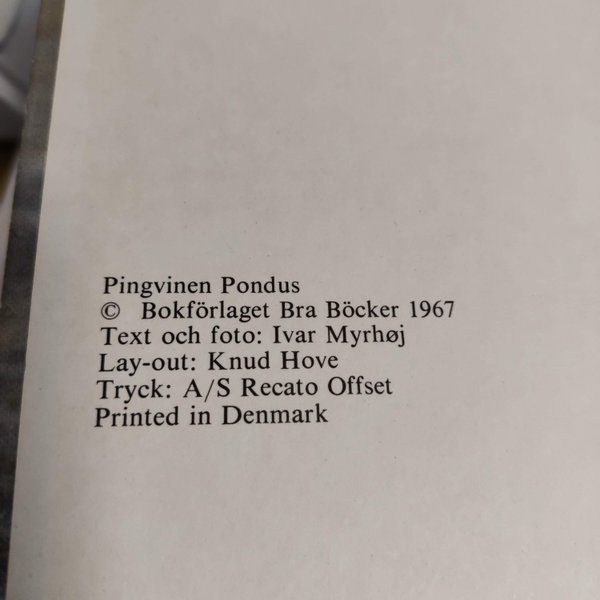 Pingvinen Pondus
© Bokförlaget Bra Böcker 1967
Text och foto: Ivar Myrhøj
Lay-out: Knud Hove
Tryck: A/S Recato Offset
Printed in Denmark